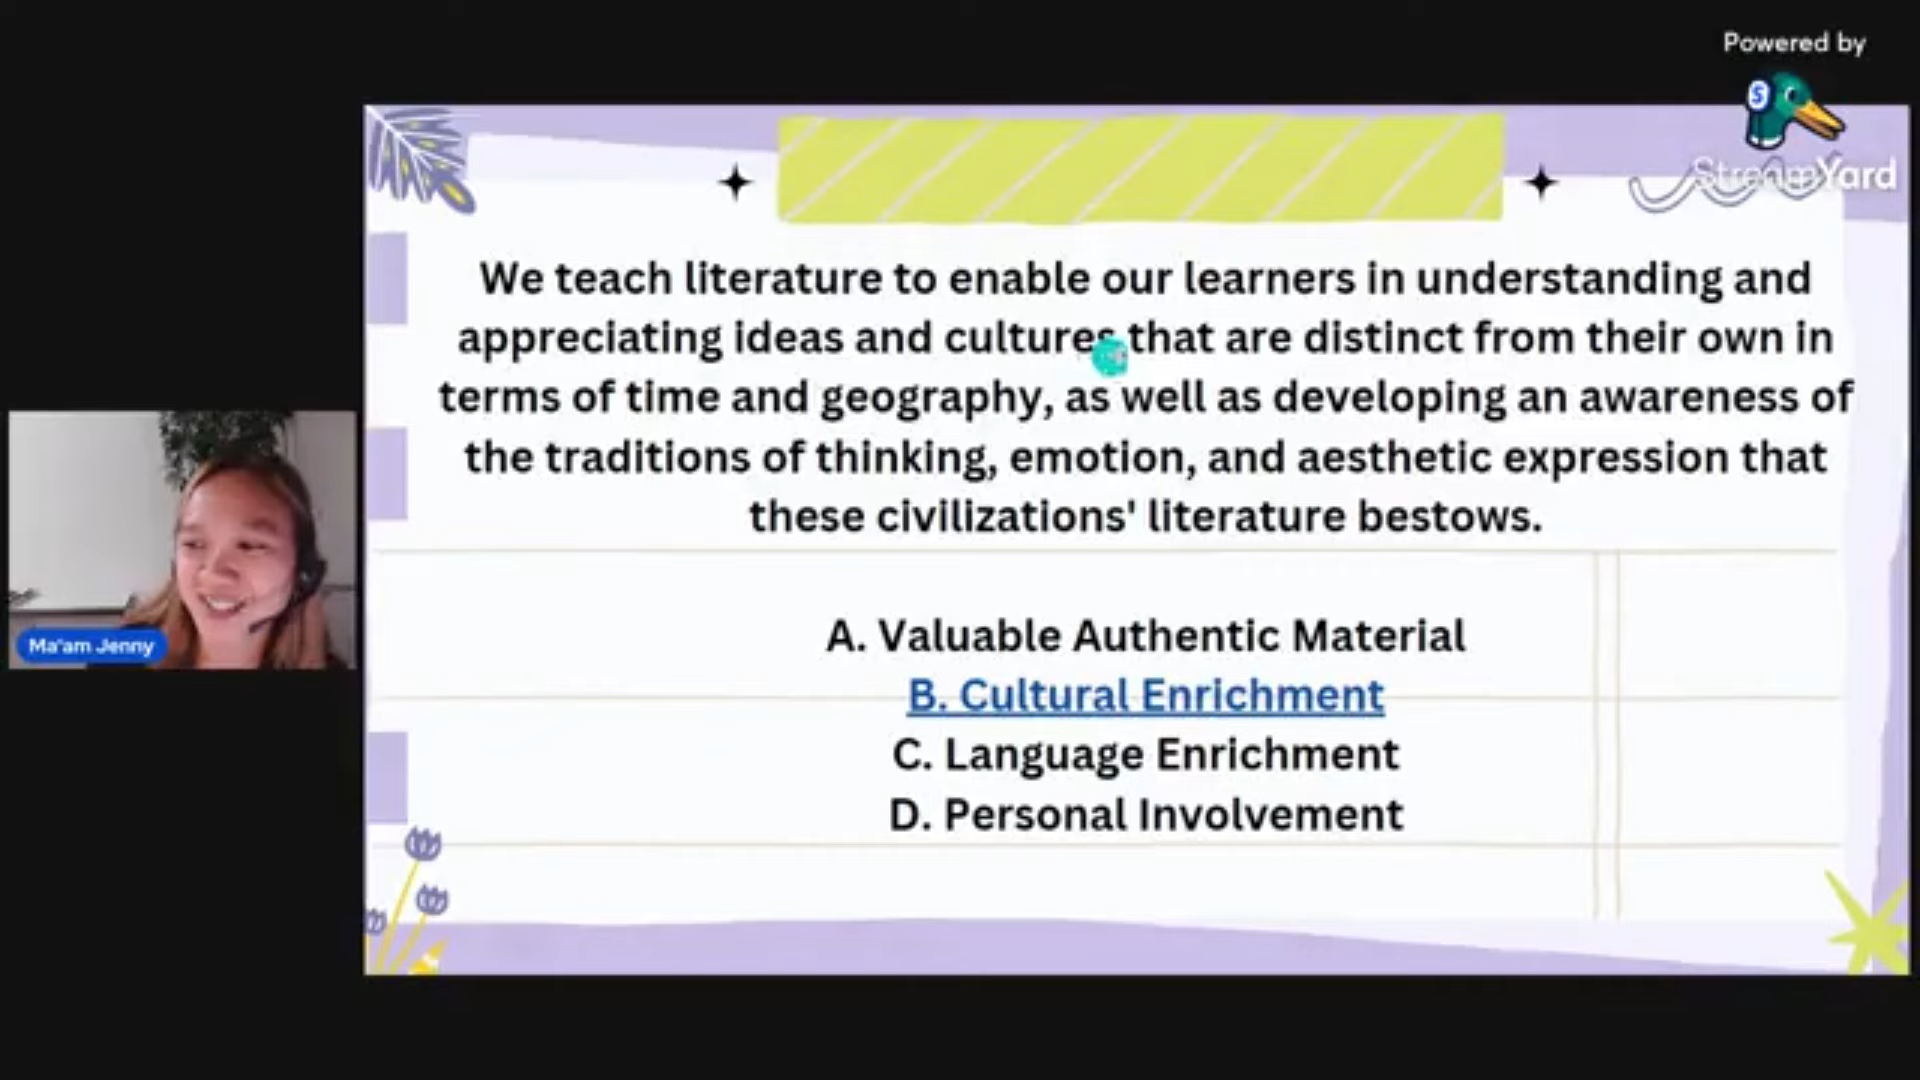 Powered by
StreamYard
We teach literature to enable our learners in understanding and
appreciating ideas and cultures that are distinct from their own in
terms of time and geography, as well as developing an awareness of
the traditions of thinking, emotion, and aesthetic expression that
these civilizations' literature bestows.
A. Valuable Authentic Material
B. Cultural Enrichment
C. Language Enrichment
D. Personal Involvement
Ma'am Jenny